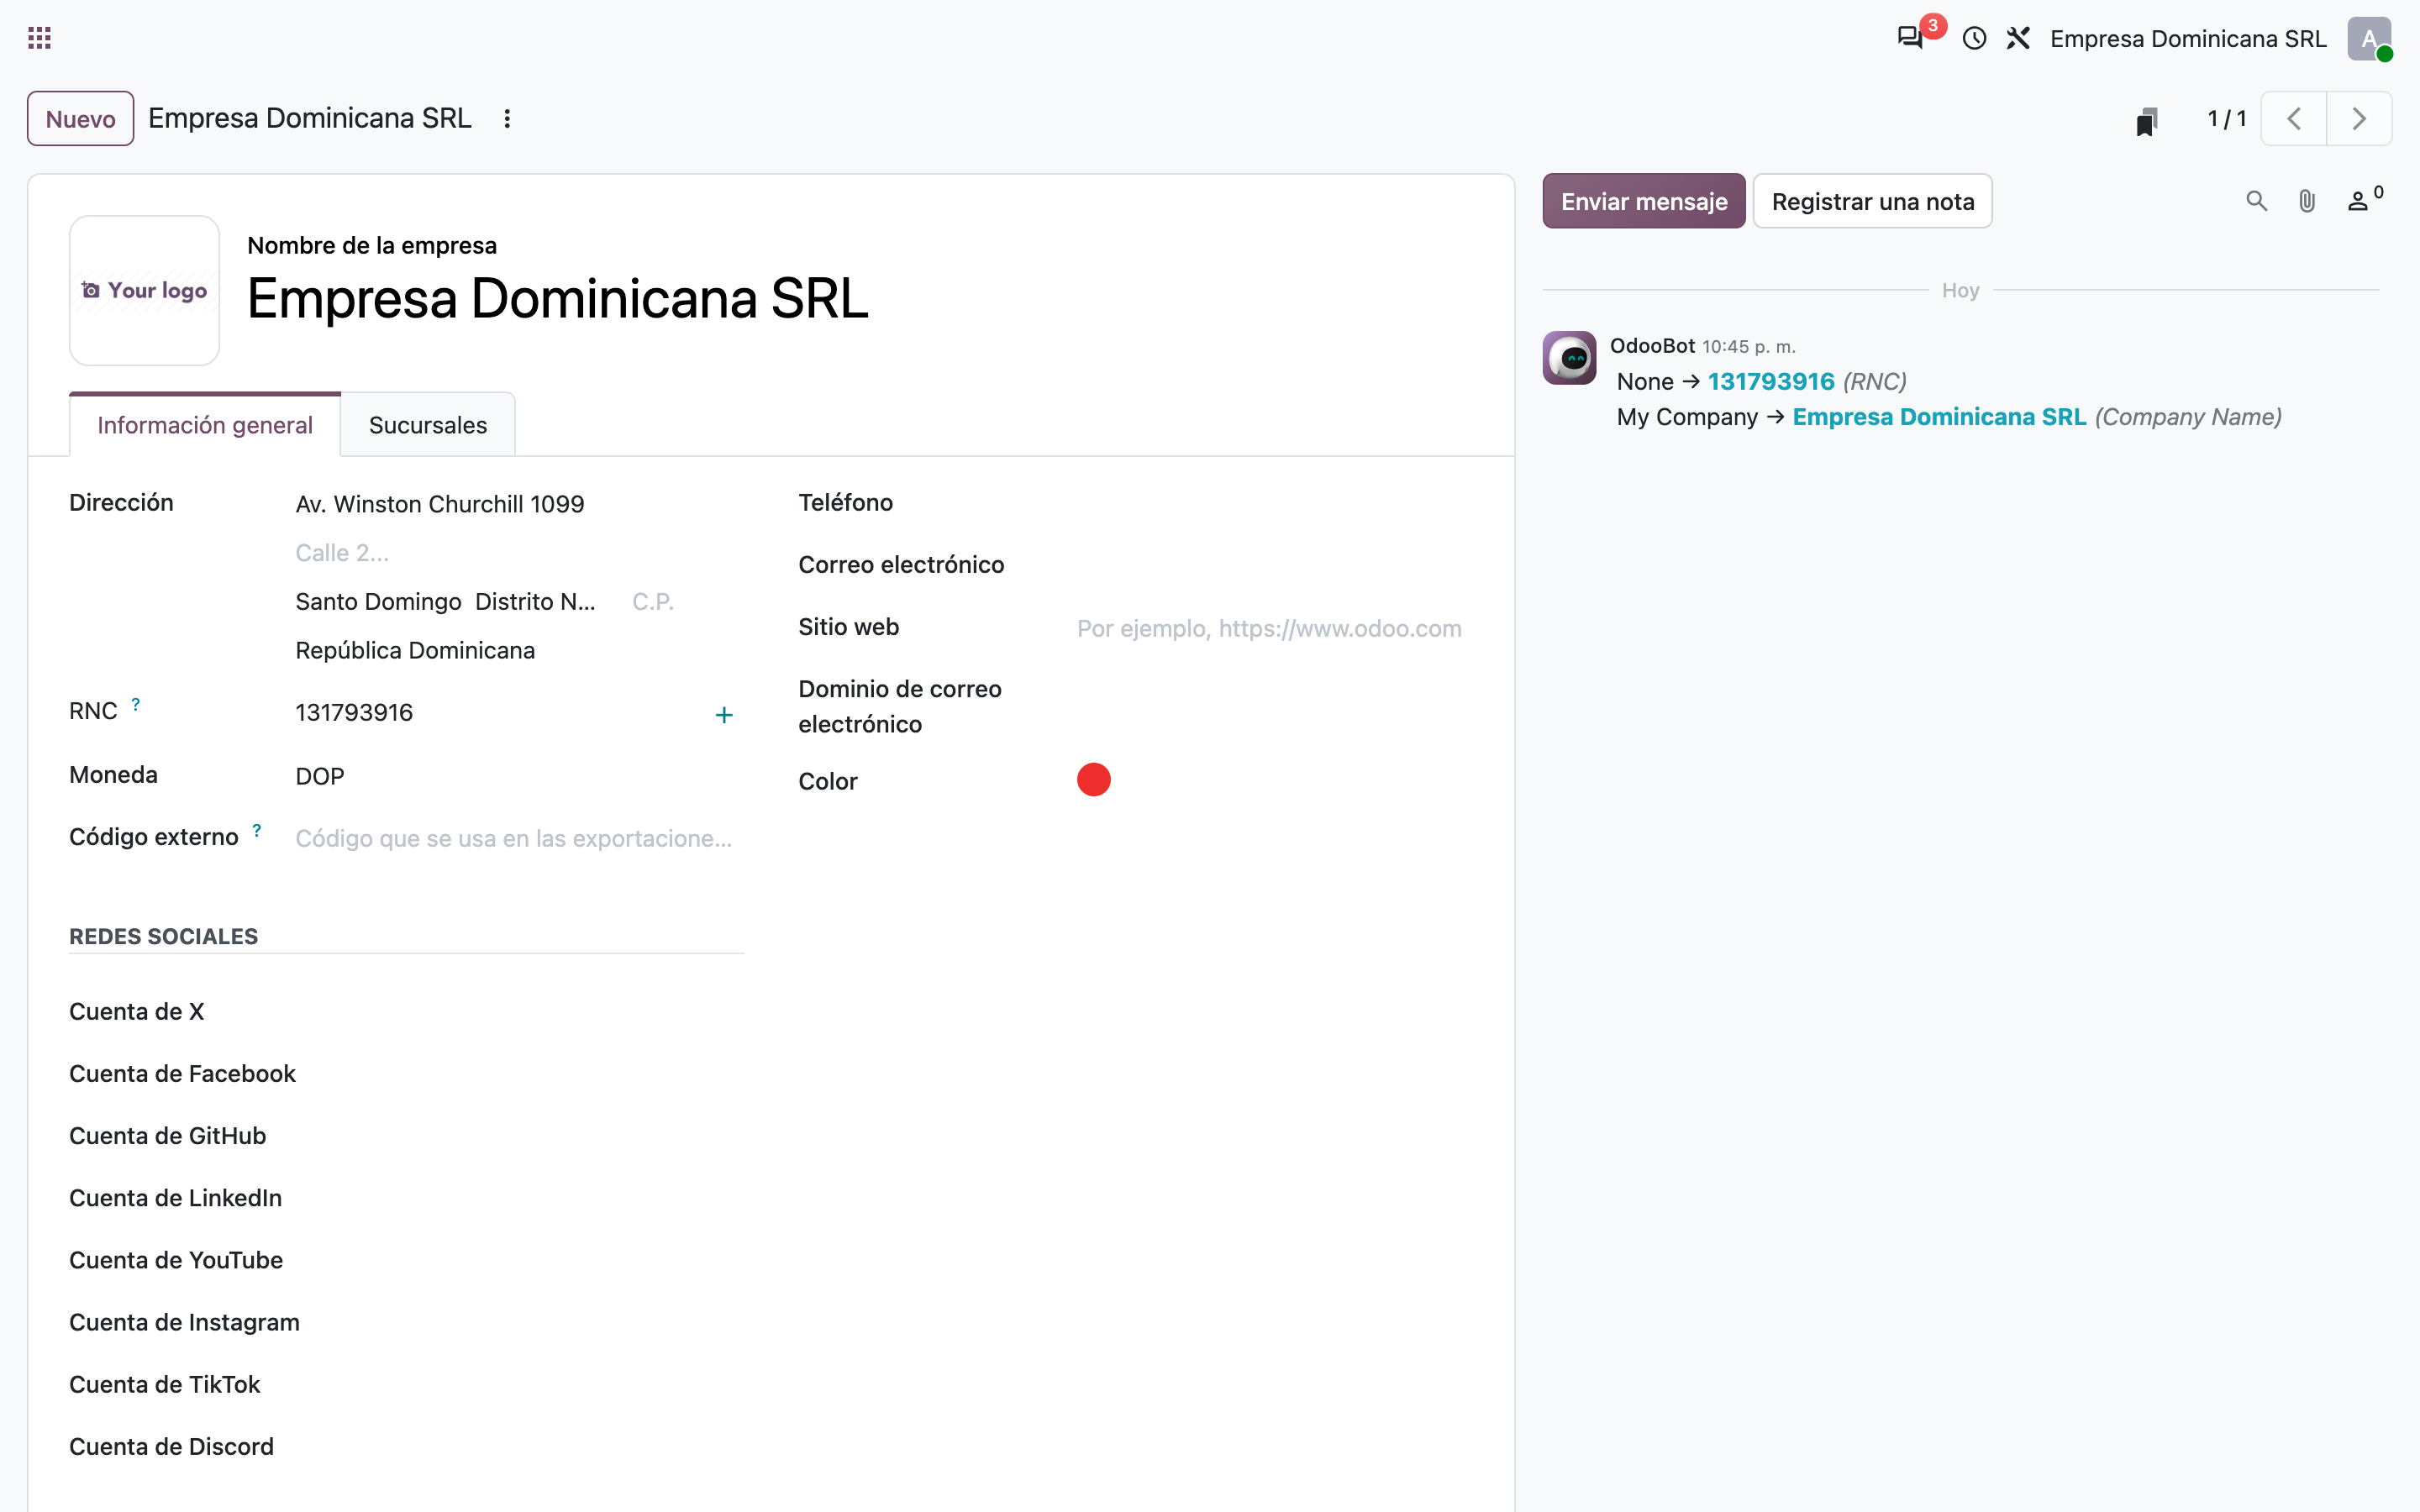 3
Empresa Dominicana SRL
A
Nuevo
Empresa Dominicana SRL
1 / 1
Your logo
Nombre de la empresa
Empresa Dominicana SRL
Información general
Sucursales
Dirección
Av. Winston Churchill 1099
Calle 2...
Santo Domingo Distrito N... C.P.
República Dominicana
RNC ?
131793916
Moneda
DOP
Código externo ?
Código que se usa en las exportacione...
Teléfono
Correo electrónico
Sitio web
Por ejemplo, https://www.odoo.com
Dominio de correo
electrónico
Color
REDES SOCIALES
Cuenta de X
Cuenta de Facebook
Cuenta de GitHub
Cuenta de LinkedIn
Cuenta de YouTube
Cuenta de Instagram
Cuenta de TikTok
Cuenta de Discord
Enviar mensaje
Registrar una nota
0
Hoy
OdooBot 10:45 p. m.
None → 131793916 (RNC)
My Company → Empresa Dominicana SRL (Company Name)